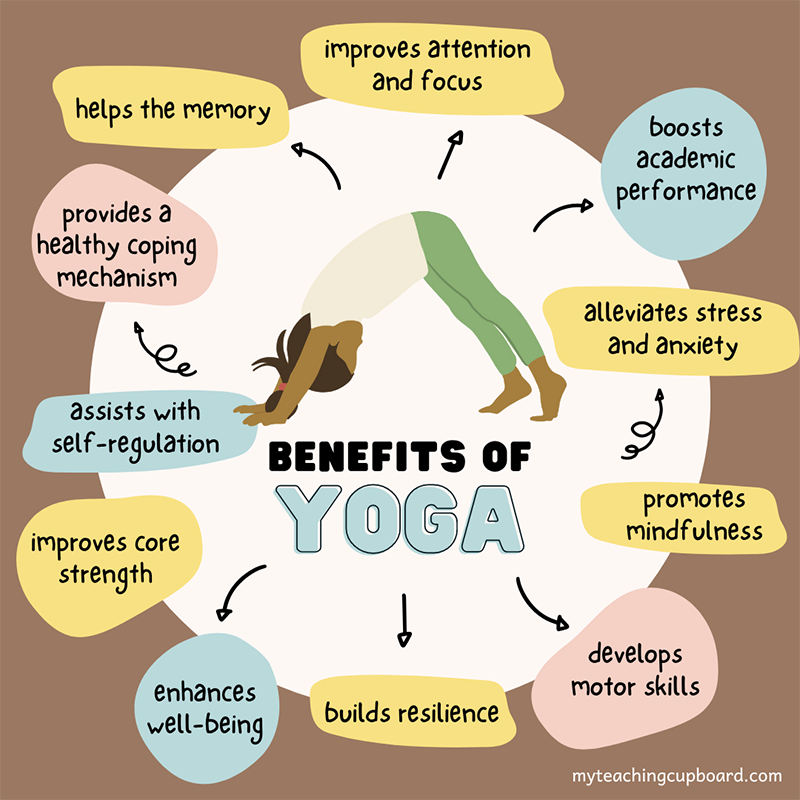 improves attention
and focus
helps the memory
boosts
academic
performance
provides a
healthy coping
mechanism
alleviates stress
and anxiety
assists with
self-regulation
BENEFITS OF
YOGA
promotes
mindfulness
improves core
strength
develops
motor skills
enhances
well-being
builds resilience
myteachingcupboard.com